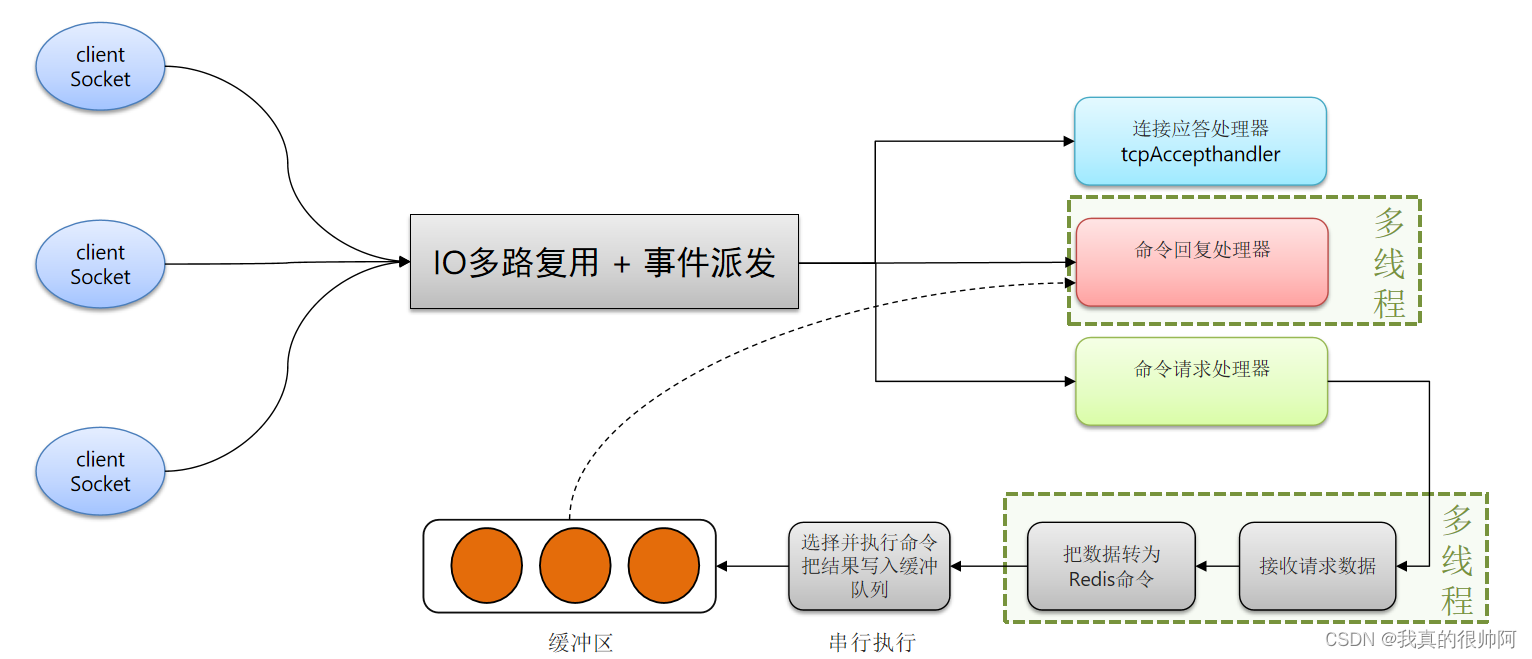 client
Socket
client
Socket
client
Socket
IO多路复用 + 事件派发
连接应答处理器
tcpAccepthandler
命令回复处理器
多
线
程
命令请求处理器
多
线
程
接收请求数据
把数据转为
Redis命令
选择并执行命令
把结果写入缓冲
队列
缓冲区
串行执行
CSDN @我真的很帅阿